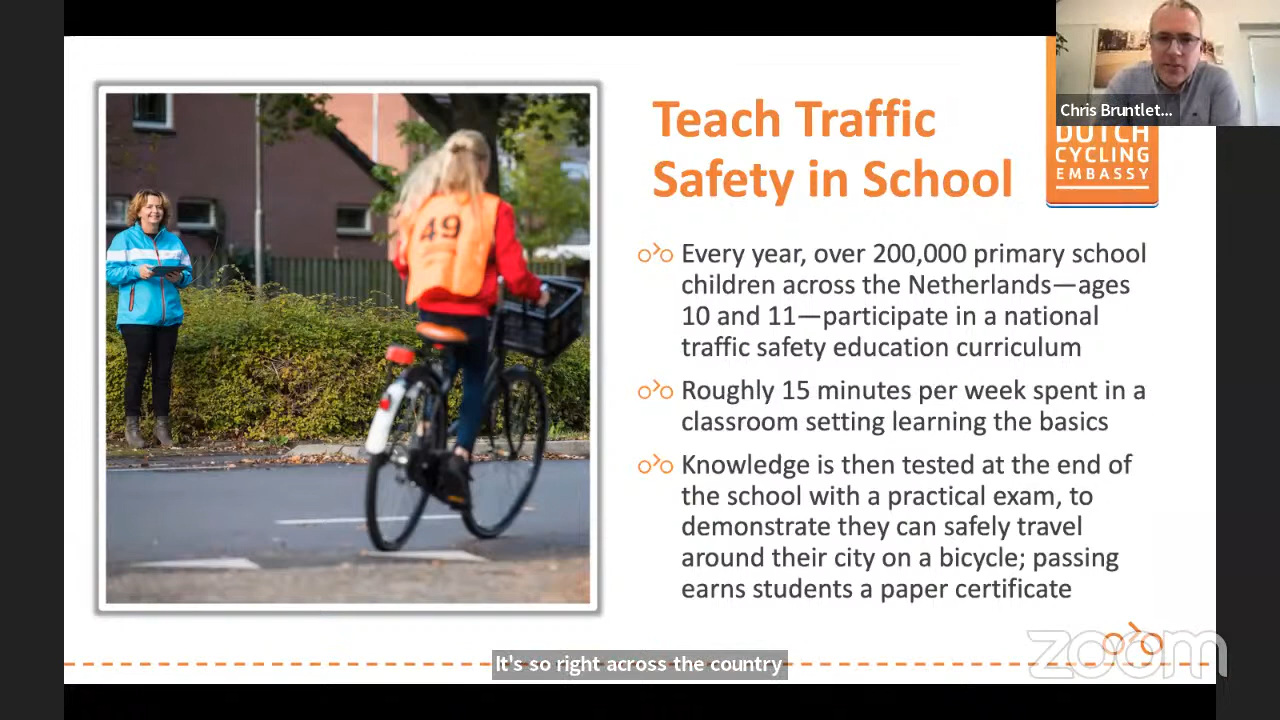 Chris Bruntlet...
DUTCH
CYCLING
EMBASSY
Teach Traffic
Safety in School
49
Every year, over 200,000 primary school
children across the Netherlands—ages
10 and 11—participate in a national
traffic safety education curriculum
Roughly 15 minutes per week spent in a
classroom setting learning the basics
Knowledge is then tested at the end of
the school with a practical exam, to
demonstrate they can safely travel
around their city on a bicycle; passing
earns students a paper certificate
zoom
It's so right across the country